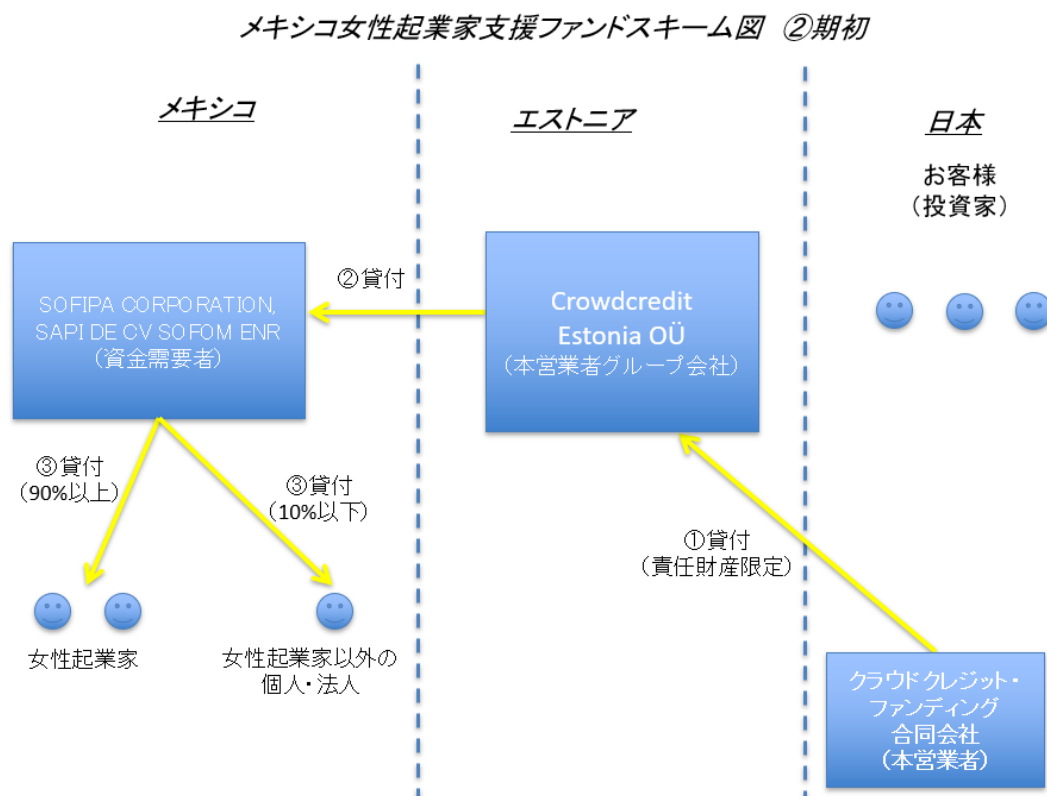 メキシコ女性起業家支援ファンドスキーム図 ②期初
メキシコ
エストニア
日本
お客様
（投資家）
SOFIPA CORPORATION,
SAPI DE CV SOFOM ENR
（資金需要者）
②貸付
Crowdcredit
Estonia OÜ
（本営業者グループ会社）
③貸付
（90%以上）
③貸付
（10%以下）
①貸付
（責任財産限定）
女性起業家
女性起業家以外の
個人・法人
クラウドクレジット・
ファンディング
合同会社
（本営業者）